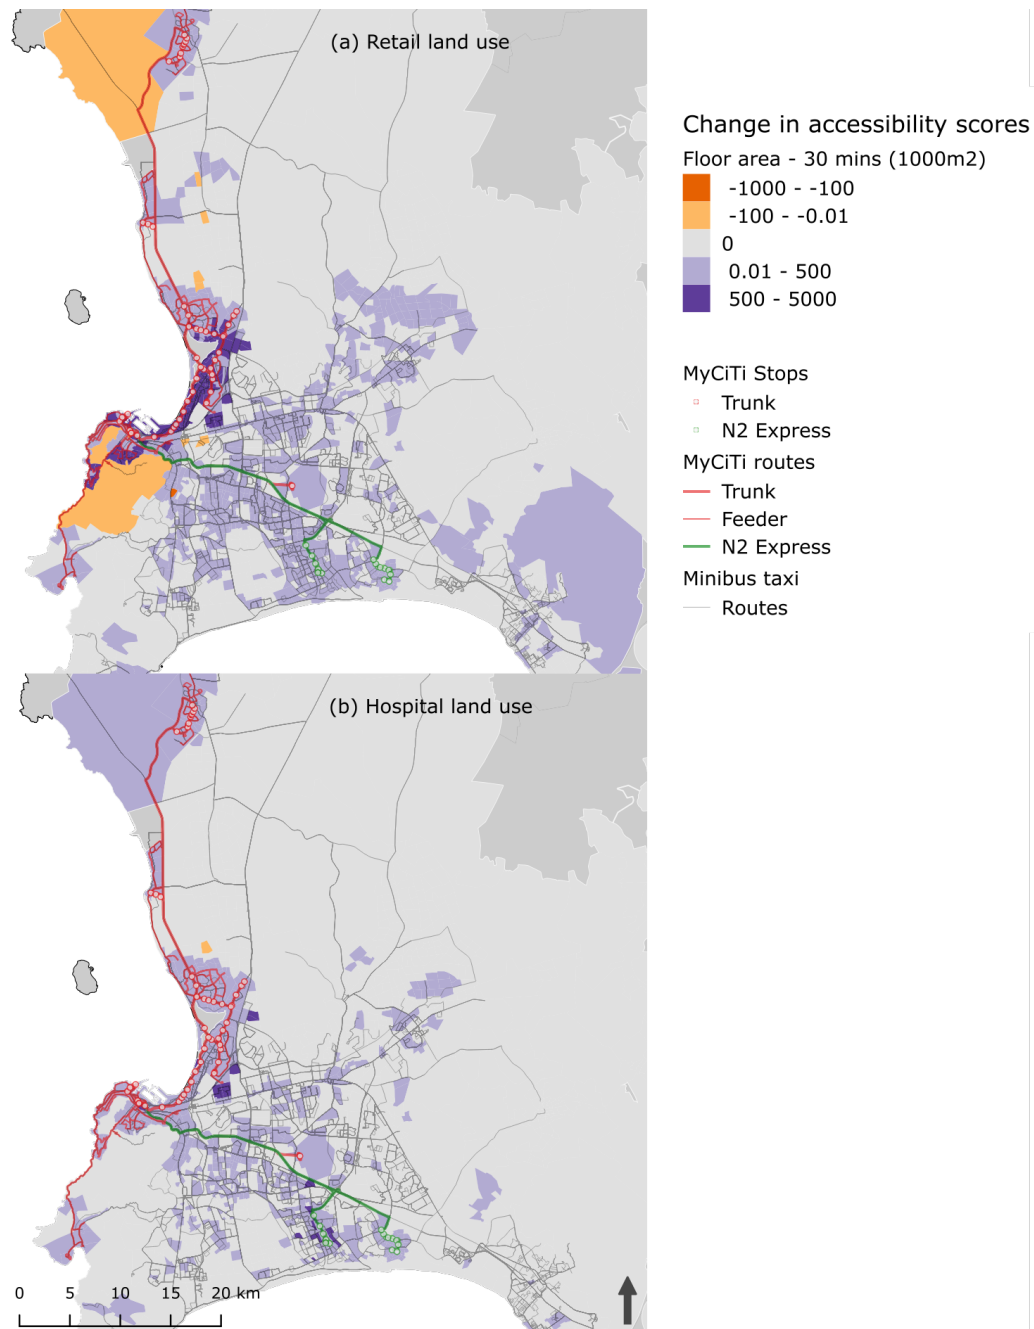 (a) Retail land use
Change in accessibility scores
Floor area - 30 mins (1000m2)
-1000 - -100
-100 - -0.01
0
0.01 - 500
500 - 5000
MyCiTi Stops
Trunk
N2 Express
MyCiTi routes
Trunk
Feeder
N2 Express
Minibus taxi
Routes
(b) Hospital land use
0 5 10 15 20 km